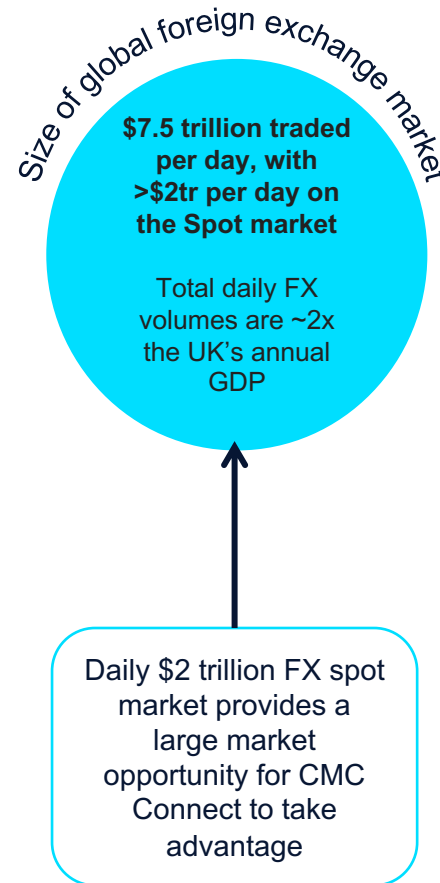 Size of global foreign exchange market
$7.5 trillion traded
per day, with
>$2tr per day on
the Spot market
Total daily FX
volumes are ~2x
the UK's annual
GDP
Daily $2 trillion FX spot
market provides a
large market
opportunity for CMC
Connect to take
advantage